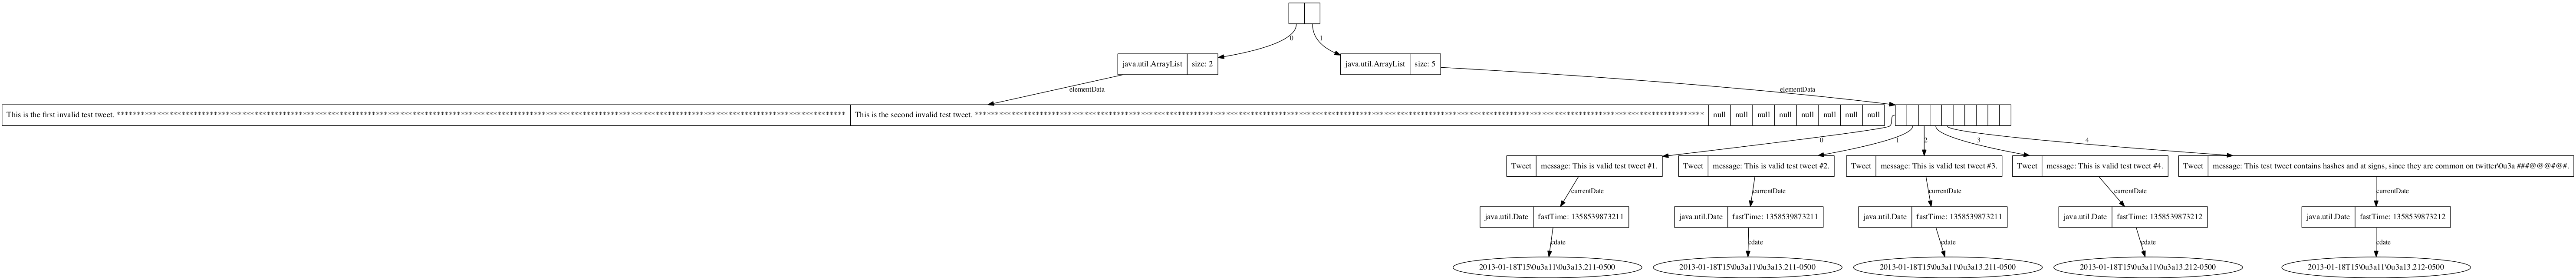 0
1
java.util.ArrayList
size: 2
java.util.ArrayList
size: 5
elementData
elementData
This is the first invalid test tweet. ************************************************************************************************************************************************************************************
This is the second invalid test tweet. ************************************************************************************************************************************************************************************
null
null
null
null
null
null
null
null
0
1
2
3
4
Tweet
message: This is valid test tweet #1.
Tweet
message: This is valid test tweet #2.
Tweet
message: This is valid test tweet #3.
Tweet
message: This is valid test tweet #4.
Tweet
message: This test tweet contains hashes and at signs, since they are common on twitter\0u3a ###@@@#@#.
currentDate
currentDate
currentDate
currentDate
currentDate
java.util.Date
fastTime: 1358539873211
java.util.Date
fastTime: 1358539873211
java.util.Date
fastTime: 1358539873211
java.util.Date
fastTime: 1358539873212
java.util.Date
fastTime: 1358539873212
cdate
cdate
cdate
cdate
cdate
2013-01-18T15\0u3a11\0u3a13.211-0500
2013-01-18T15\0u3a11\0u3a13.211-0500
2013-01-18T15\0u3a11\0u3a13.211-0500
2013-01-18T15\0u3a11\0u3a13.212-0500
2013-01-18T15\0u3a11\0u3a13.212-0500